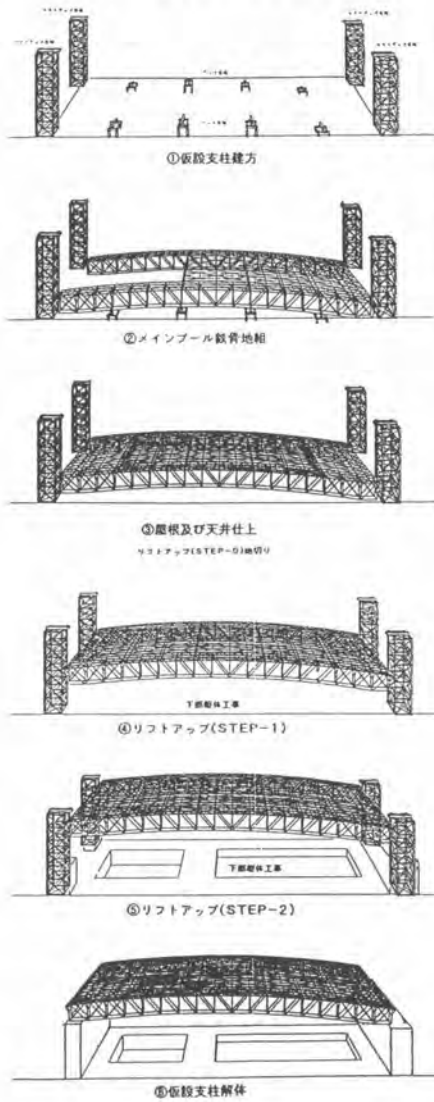 ①仮設支柱建方
②メインプール鉄骨地組
③屋根及び天井仕上
リフトアップ(STEP-0)地切り
下部躯体工事
④リフトアップ(STEP-1)
下部躯体工事
⑤リフトアップ(STEP-2)
⑥仮設支柱解体